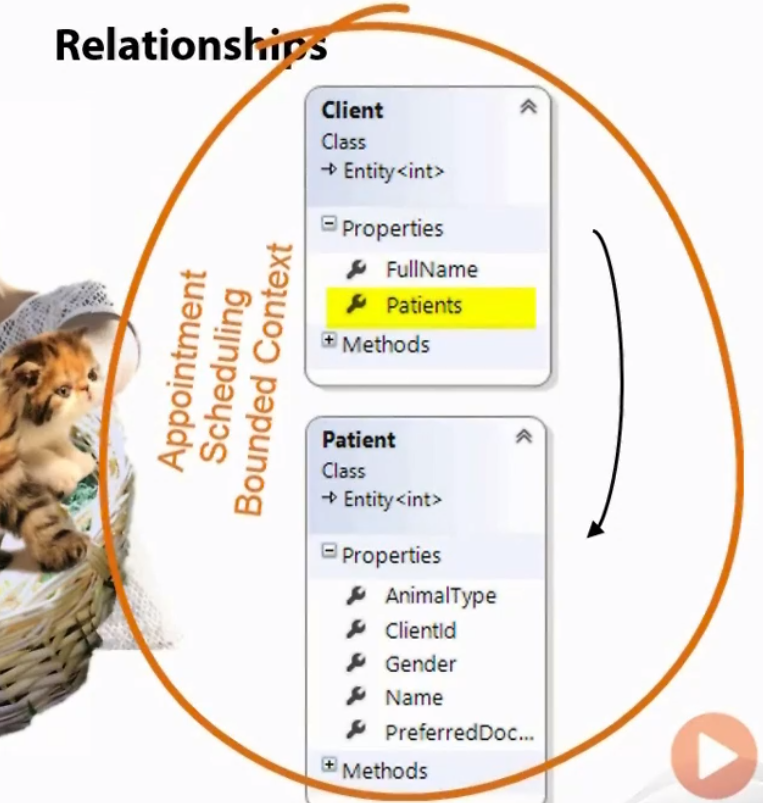 Relationships
Appointment
Scheduling
Bounded Context
Client
Class
Entity<int>
Properties
FullName
Patients
Methods
Patient
Class
Entity<int>
Properties
AnimalType
ClientId
Gender
Name
PreferredDoc...
Methods